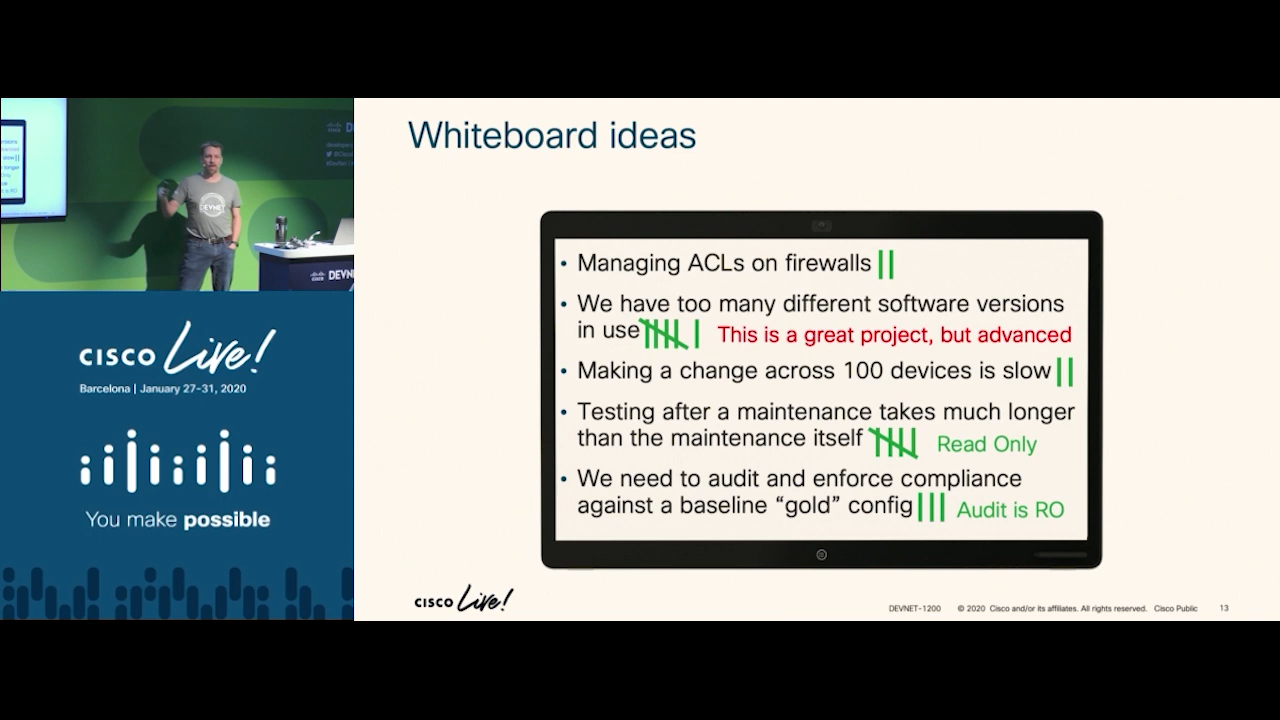 Whiteboard ideas
• Managing ACLs on firewalls
• We have too many different software versions
in use
This is a great project, but advanced
• Making a change across 100 devices is slow
• Testing after a maintenance takes much longer
than the maintenance itself
Read Only
• We need to audit and enforce compliance
against a baseline “gold” config
Audit is RO
DEVNET
CISCO
DEVNET
CISCO Live!
Barcelona | January 27-31, 2020
You make possible
CISCO Live!
DEVNET-1200 © 2020 Cisco and/or its affiliates. All rights reserved. Cisco Public 13